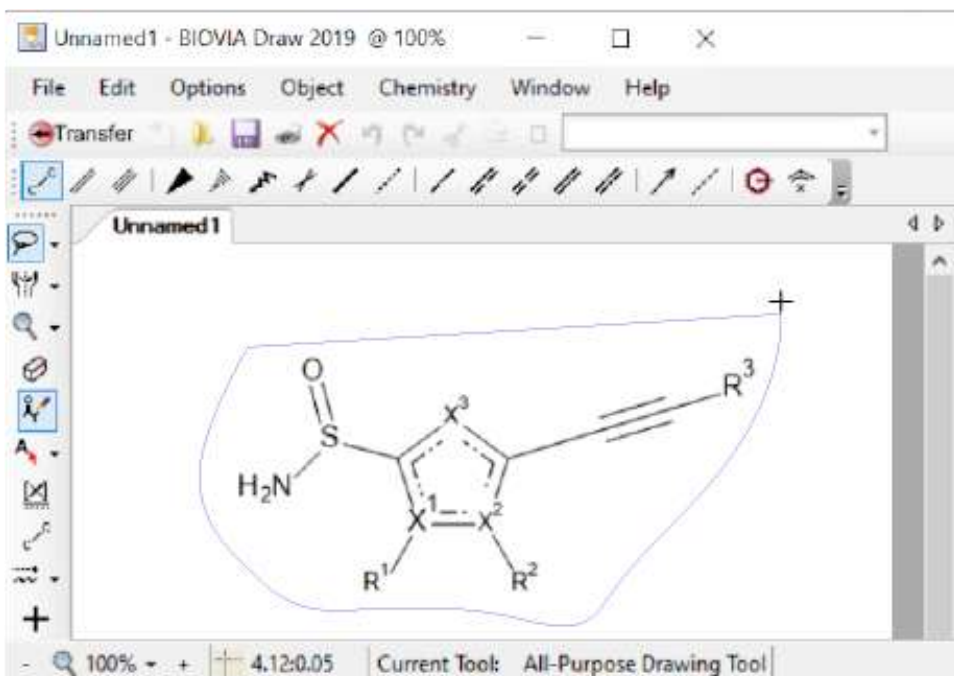 Unnamed1 - BIOVIA Draw 2019 @ 100%
File Edit Options Object Chemistry Window Help
Transfer
Unnamed1
O
R³
X³
S
H₂N
X¹ X²
R¹ R²
- 100% + 4.12:0.05 Current Tool: All-Purpose Drawing Tool